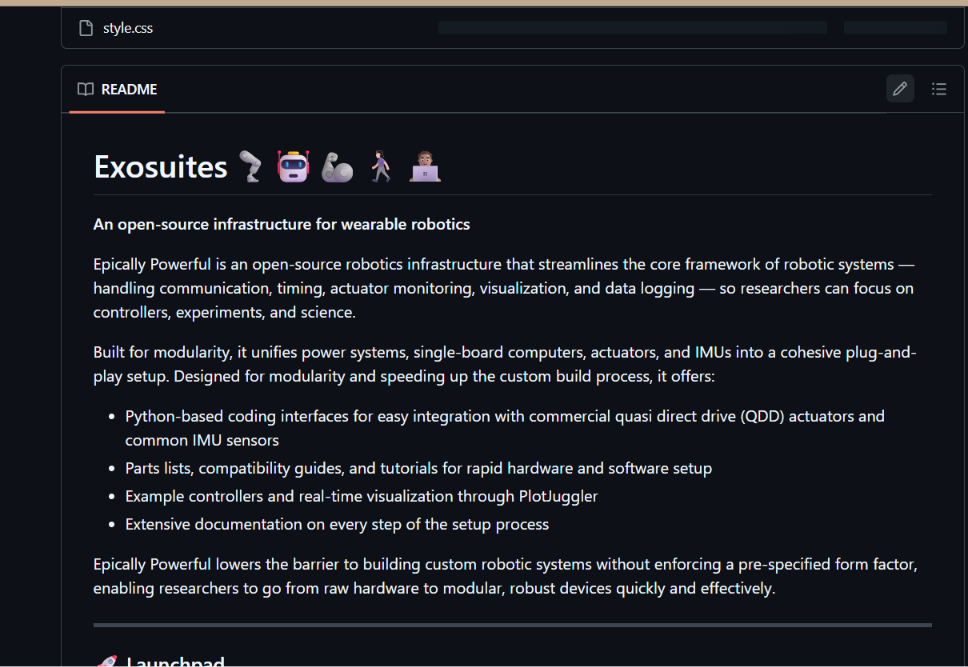 style.css
README
Exosuites
An open-source infrastructure for wearable robotics
Epically Powerful is an open-source robotics infrastructure that streamlines the core framework of robotic systems —
handling communication, timing, actuator monitoring, visualization, and data logging — so researchers can focus on
controllers, experiments, and science.
Built for modularity, it unifies power systems, single-board computers, actuators, and IMUs into a cohesive plug-and-
play setup. Designed for modularity and speeding up the custom build process, it offers:
• Python-based coding interfaces for easy integration with commercial quasi direct drive (QDD) actuators and
common IMU sensors
• Parts lists, compatibility guides, and tutorials for rapid hardware and software setup
• Example controllers and real-time visualization through PlotJuggler
• Extensive documentation on every step of the setup process
Epically Powerful lowers the barrier to building custom robotic systems without enforcing a pre-specified form factor,
enabling researchers to go from raw hardware to modular, robust devices quickly and effectively.
Launchpad